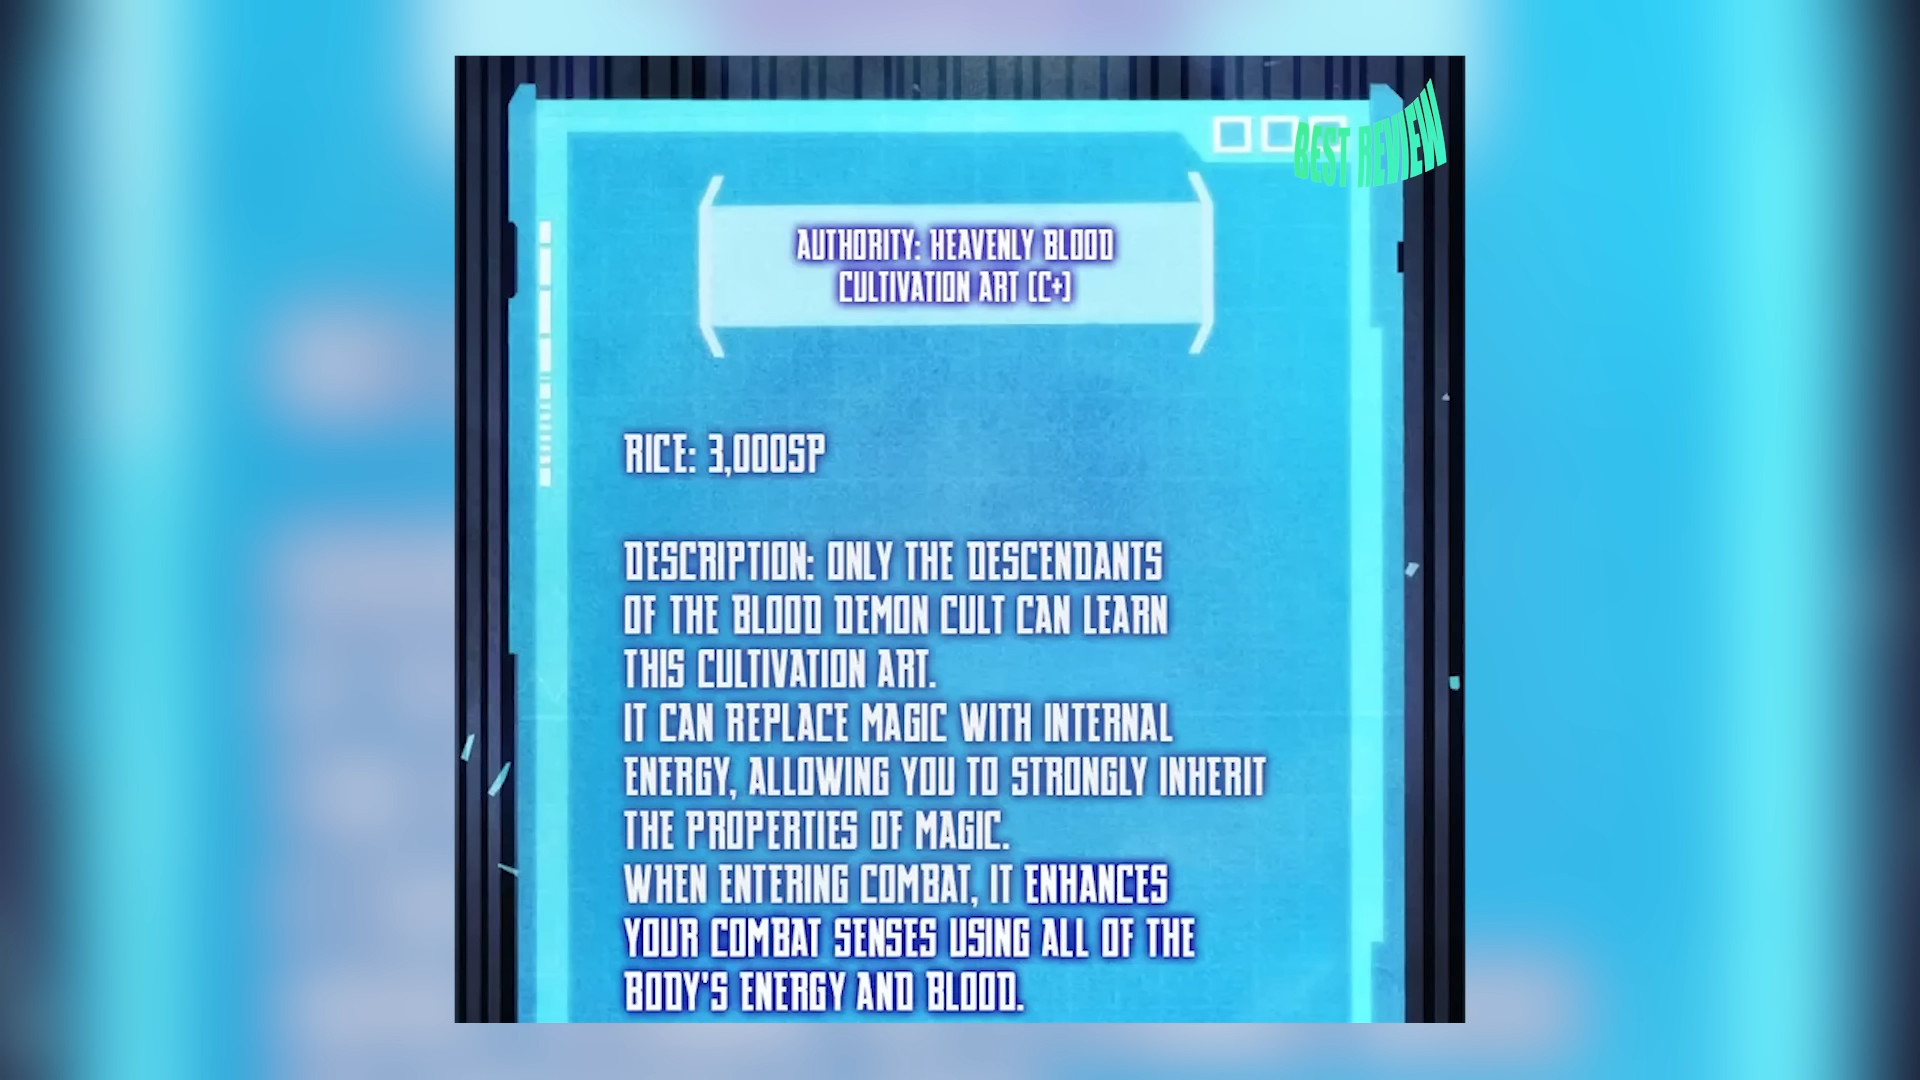 BEST REVIEW
AUTHORITY: HEAVENLY BLOOD
CULTIVATION ART (C+)
RICE: 3,000SP
DESCRIPTION: ONLY THE DESCENDANTS
OF THE BLOOD DEMON CULT CAN LEARN
THIS CULTIVATION ART.
IT CAN REPLACE MAGIC WITH INTERNAL
ENERGY, ALLOWING YOU TO STRONGLY INHERIT
THE PROPERTIES OF MAGIC.
WHEN ENTERING COMBAT, IT ENHANCES
YOUR COMBAT SENSES USING ALL OF THE
BODY'S ENERGY AND BLOOD.